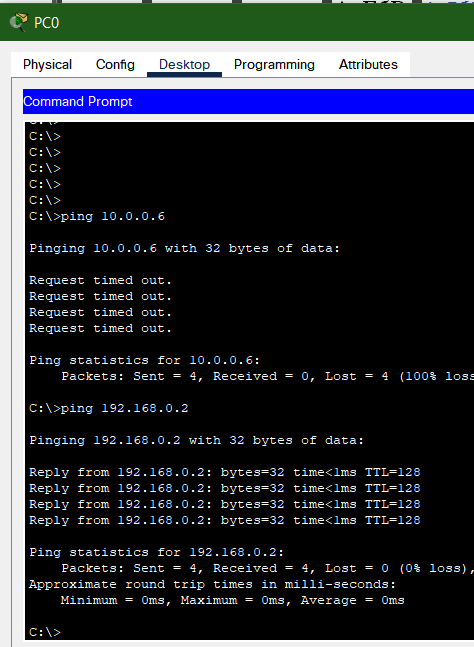 PC0
Physical Config Desktop Programming Attributes
Command Prompt
C:\>
C:\>
C:\>
C:\>
C:\>
C:\>
C:\>ping 10.0.0.6
Pinging 10.0.0.6 with 32 bytes of data:
Request timed out.
Request timed out.
Request timed out.
Request timed out.
Ping statistics for 10.0.0.6:
Packets: Sent = 4, Received = 0, Lost = 4 (100% loss
C:\>ping 192.168.0.2
Pinging 192.168.0.2 with 32 bytes of data:
Reply from 192.168.0.2: bytes=32 time<1ms TTL=128
Reply from 192.168.0.2: bytes=32 time<1ms TTL=128
Reply from 192.168.0.2: bytes=32 time<1ms TTL=128
Reply from 192.168.0.2: bytes=32 time<1ms TTL=128
Ping statistics for 192.168.0.2:
Packets: Sent = 4, Received = 4, Lost = 0 (0% loss),
Approximate round trip times in milli-seconds:
Minimum = 0ms, Maximum = 0ms, Average = 0ms
C:\>